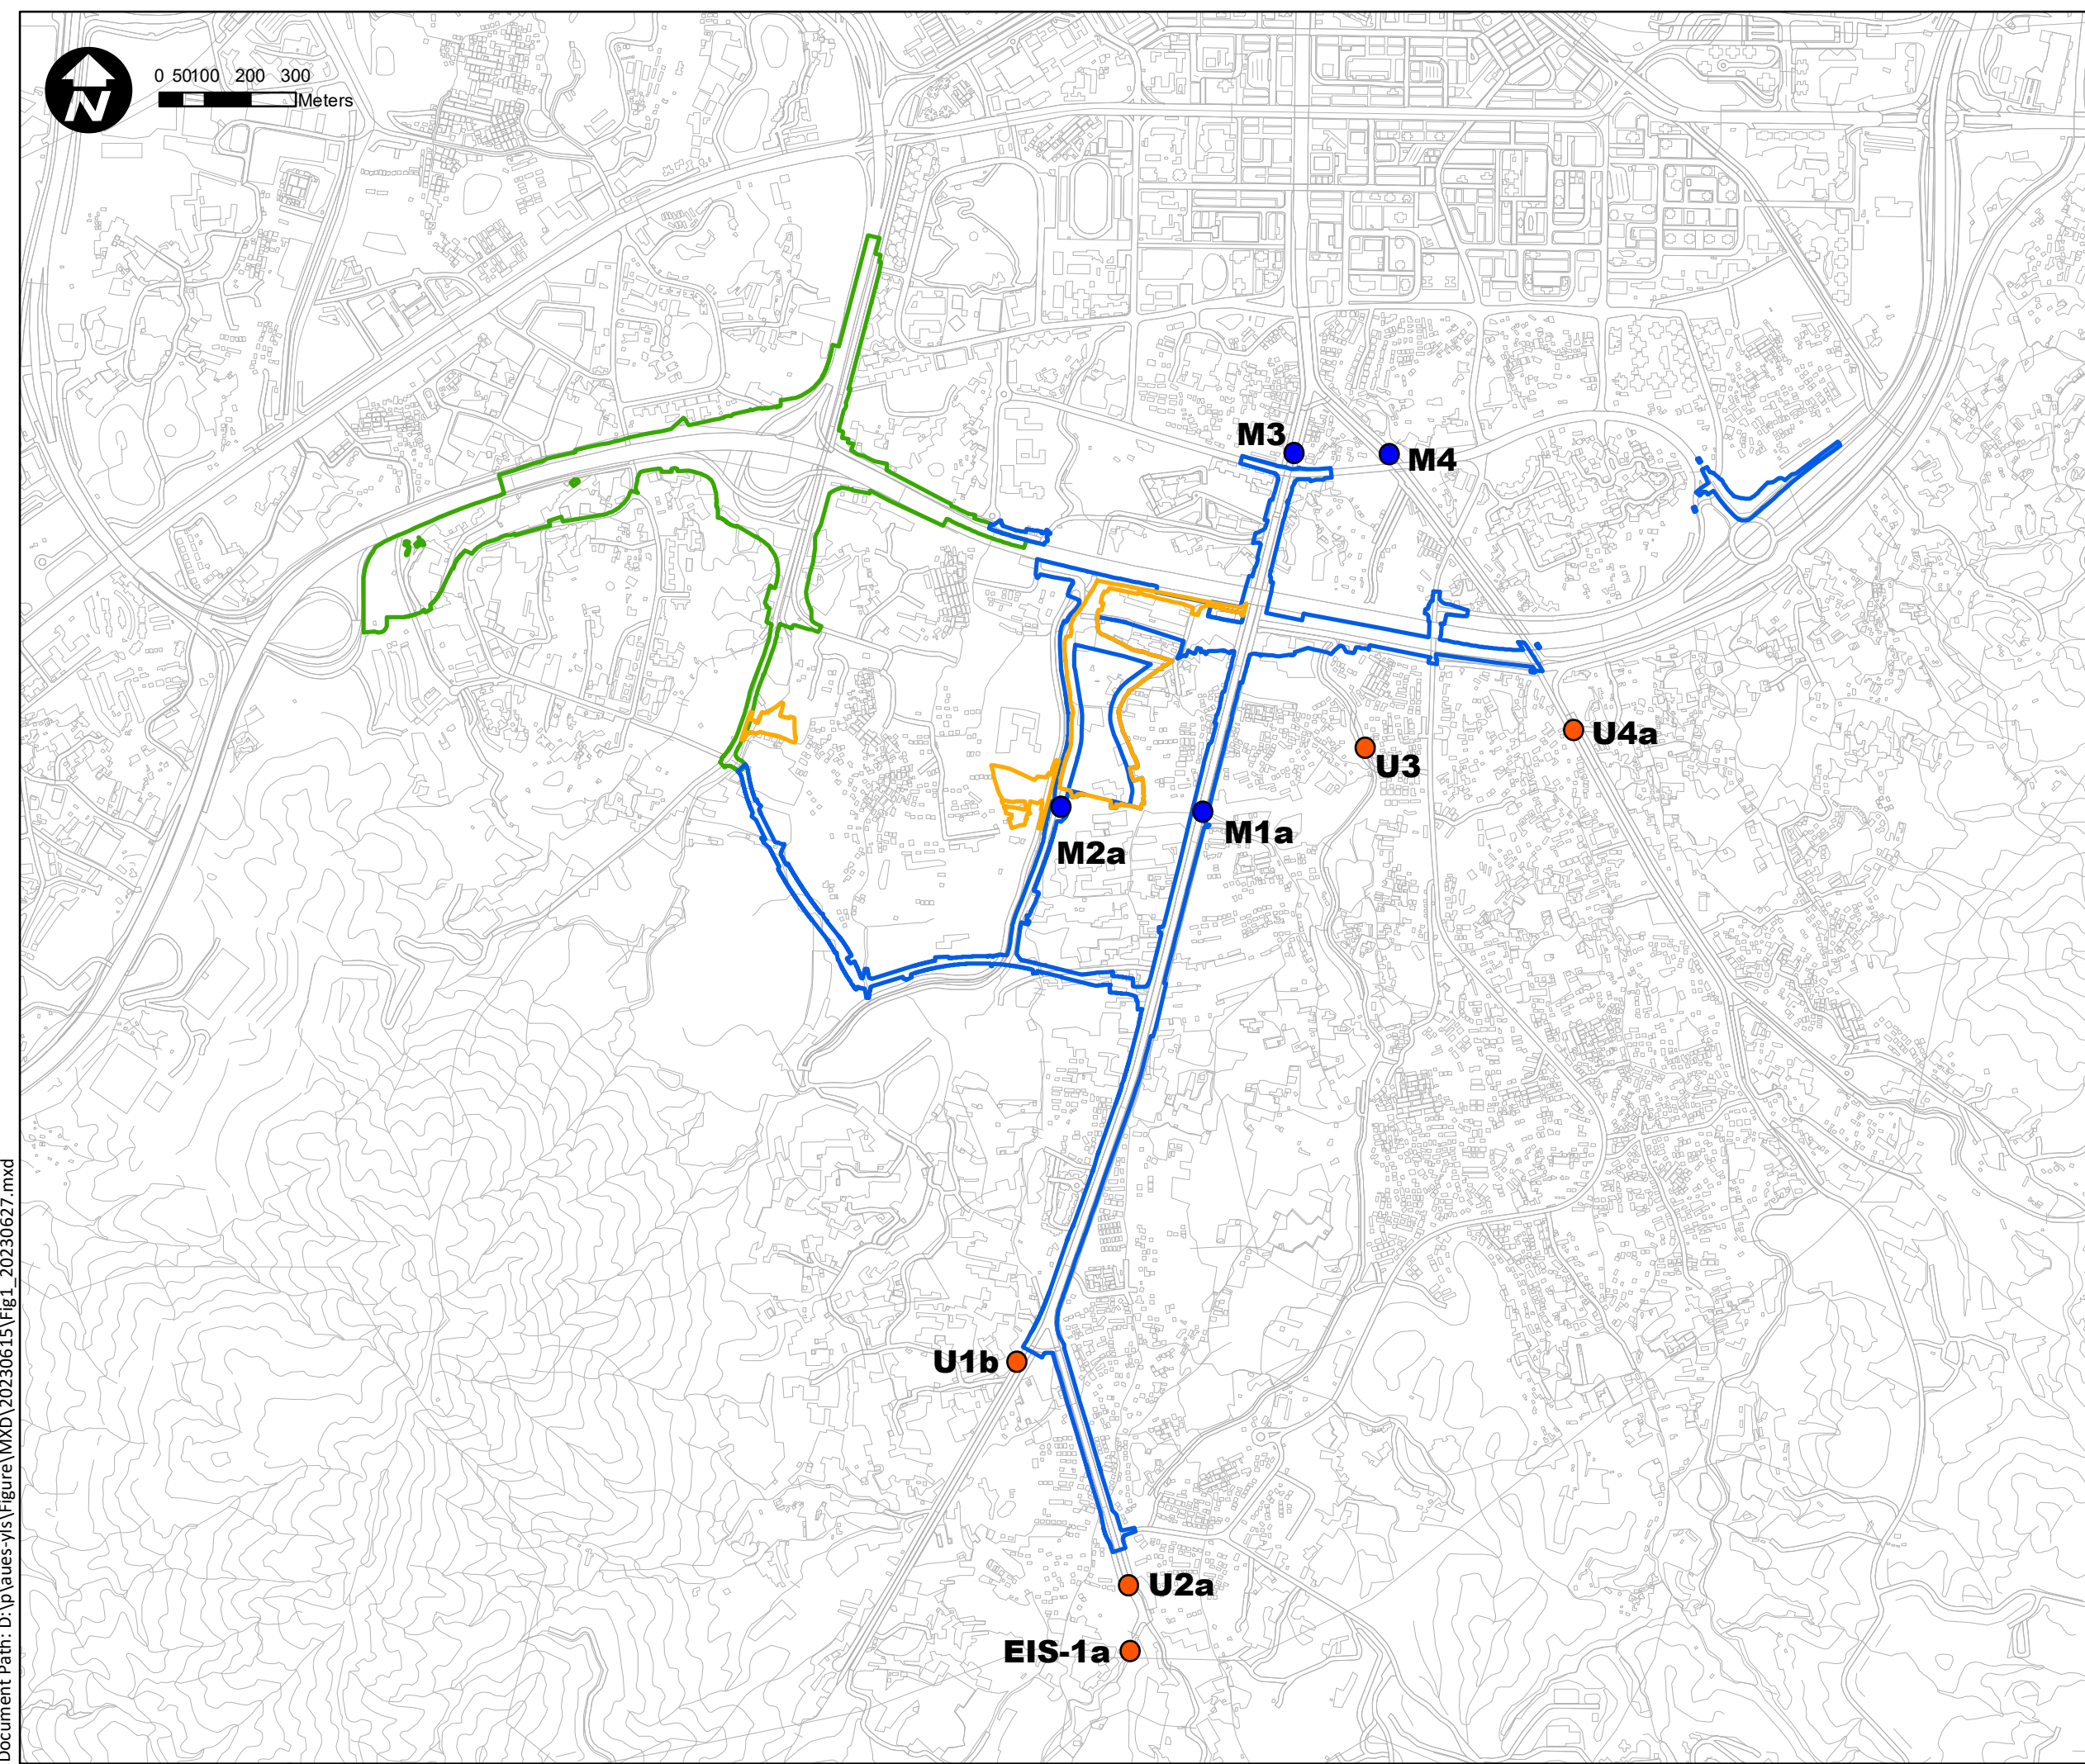 0 50100 200 300
Meters
N
M3
M4
U4a
U3
M1a
M2a
U1b
U2a
EIS-1a
Document Path: D:\p\aues-yls\Figure\MXD\20230615\Fig1_20230627.mxd